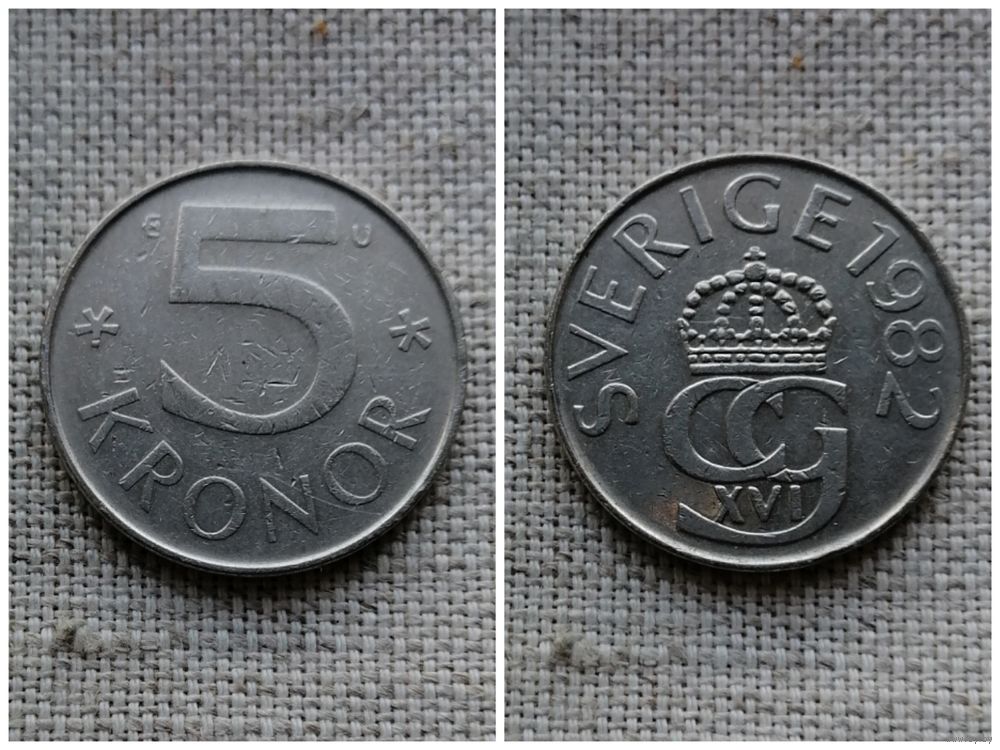 U
5
KRONOR
SVERIGE 1982
CG
XVI